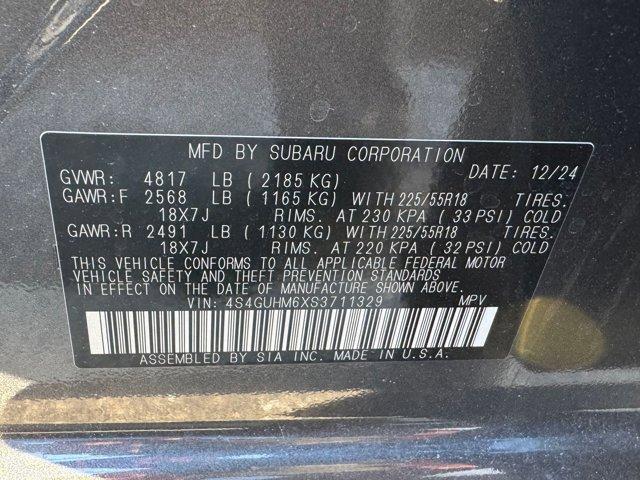 MFD BY SUBARU CORPORATION DATE: 12/24
GVWR: 4817 LB ( 2185 KG)
GAWR:F 2568 LB ( 1165 KG) WITH 225/55R18 TIRES.
18X7J RIMS. AT 230 KPA ( 33 PSI) COLD
GAWR:R 2491 LB ( 1130 KG) WITH 225/55R18 TIRES.
18X7J RIMS. AT 220 KPA ( 32 PSI) COLD
THIS VEHICLE CONFORMS TO ALL APPLICABLE FEDERAL MOTOR
VEHICLE SAFETY AND THEFT PREVENTION STANDARDS
IN EFFECT ON THE DATE OF MANUFACTURE SHOWN ABOVE.
VIN: 4S4GUHM6XS3711329 MPV
ASSEMBLED BY SIA INC. MADE IN U.S.A.